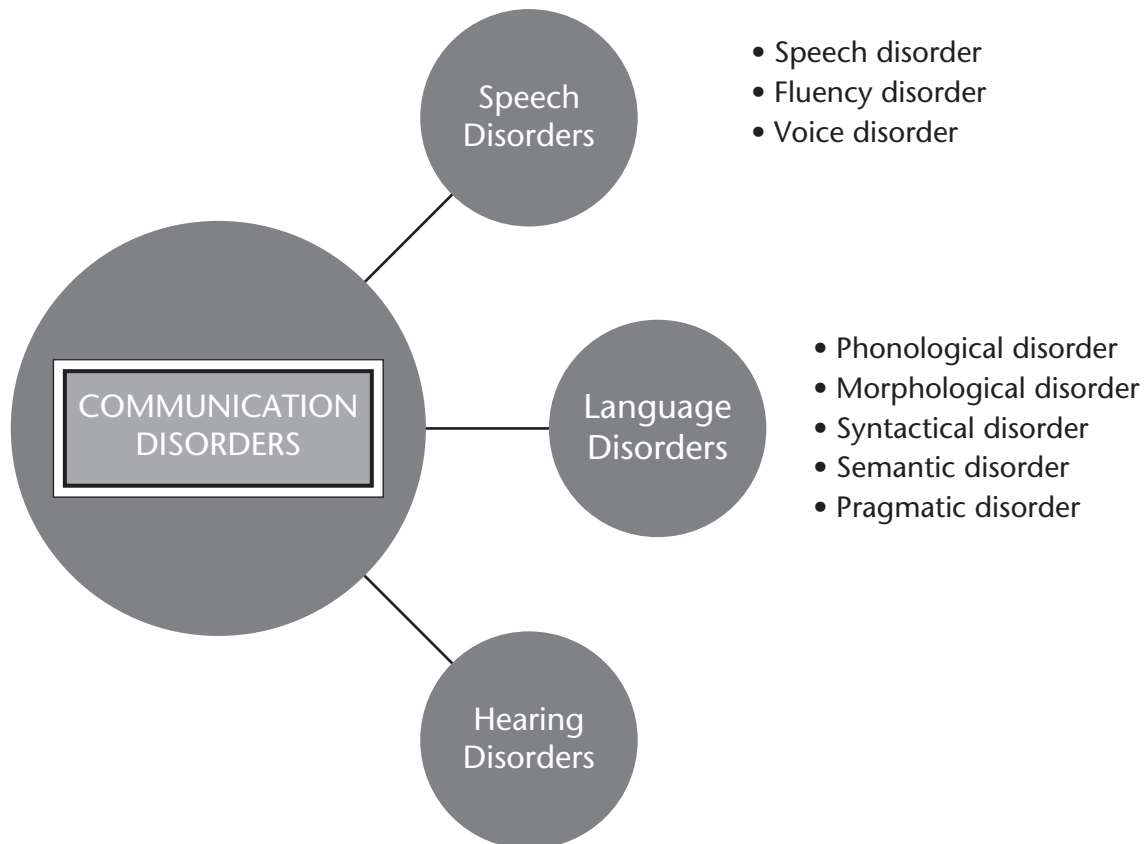 Speech
Disorders
• Speech disorder
• Fluency disorder
• Voice disorder
COMMUNICATION
DISORDERS
Language
Disorders
• Phonological disorder
• Morphological disorder
• Syntactical disorder
• Semantic disorder
• Pragmatic disorder
Hearing
Disorders